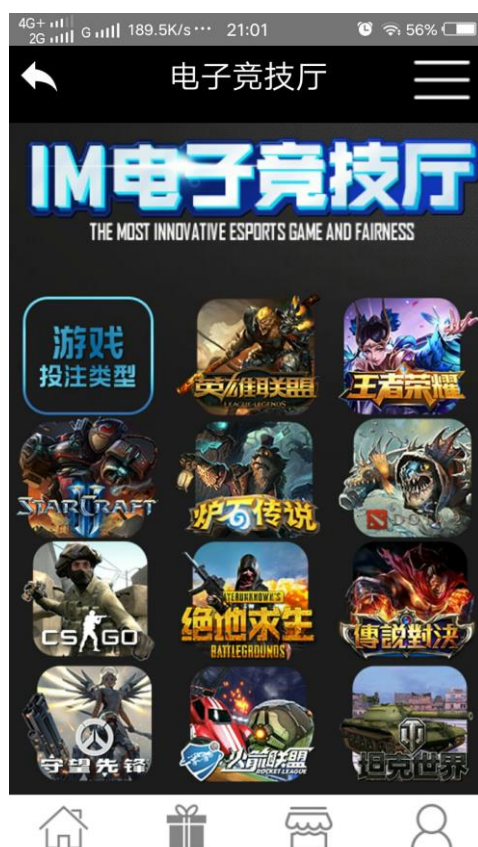 4G+
2G G 189.5K/s··· 21:01 56%
电子竞技厅
IM电子竞技厅
THE MOST INNOVATIVE ESPORTS GAME AND FAIRNESS
游戏
投注类型
英雄联盟
LEAGUE OF LEGENDS
王者荣耀
STARCRAFT
II
炉石传说
CS GO
绝地求生
BATTLEGROUNDS
傳說對決
守望先锋
火箭联盟
ROCKET LEAGUE
坦克世界